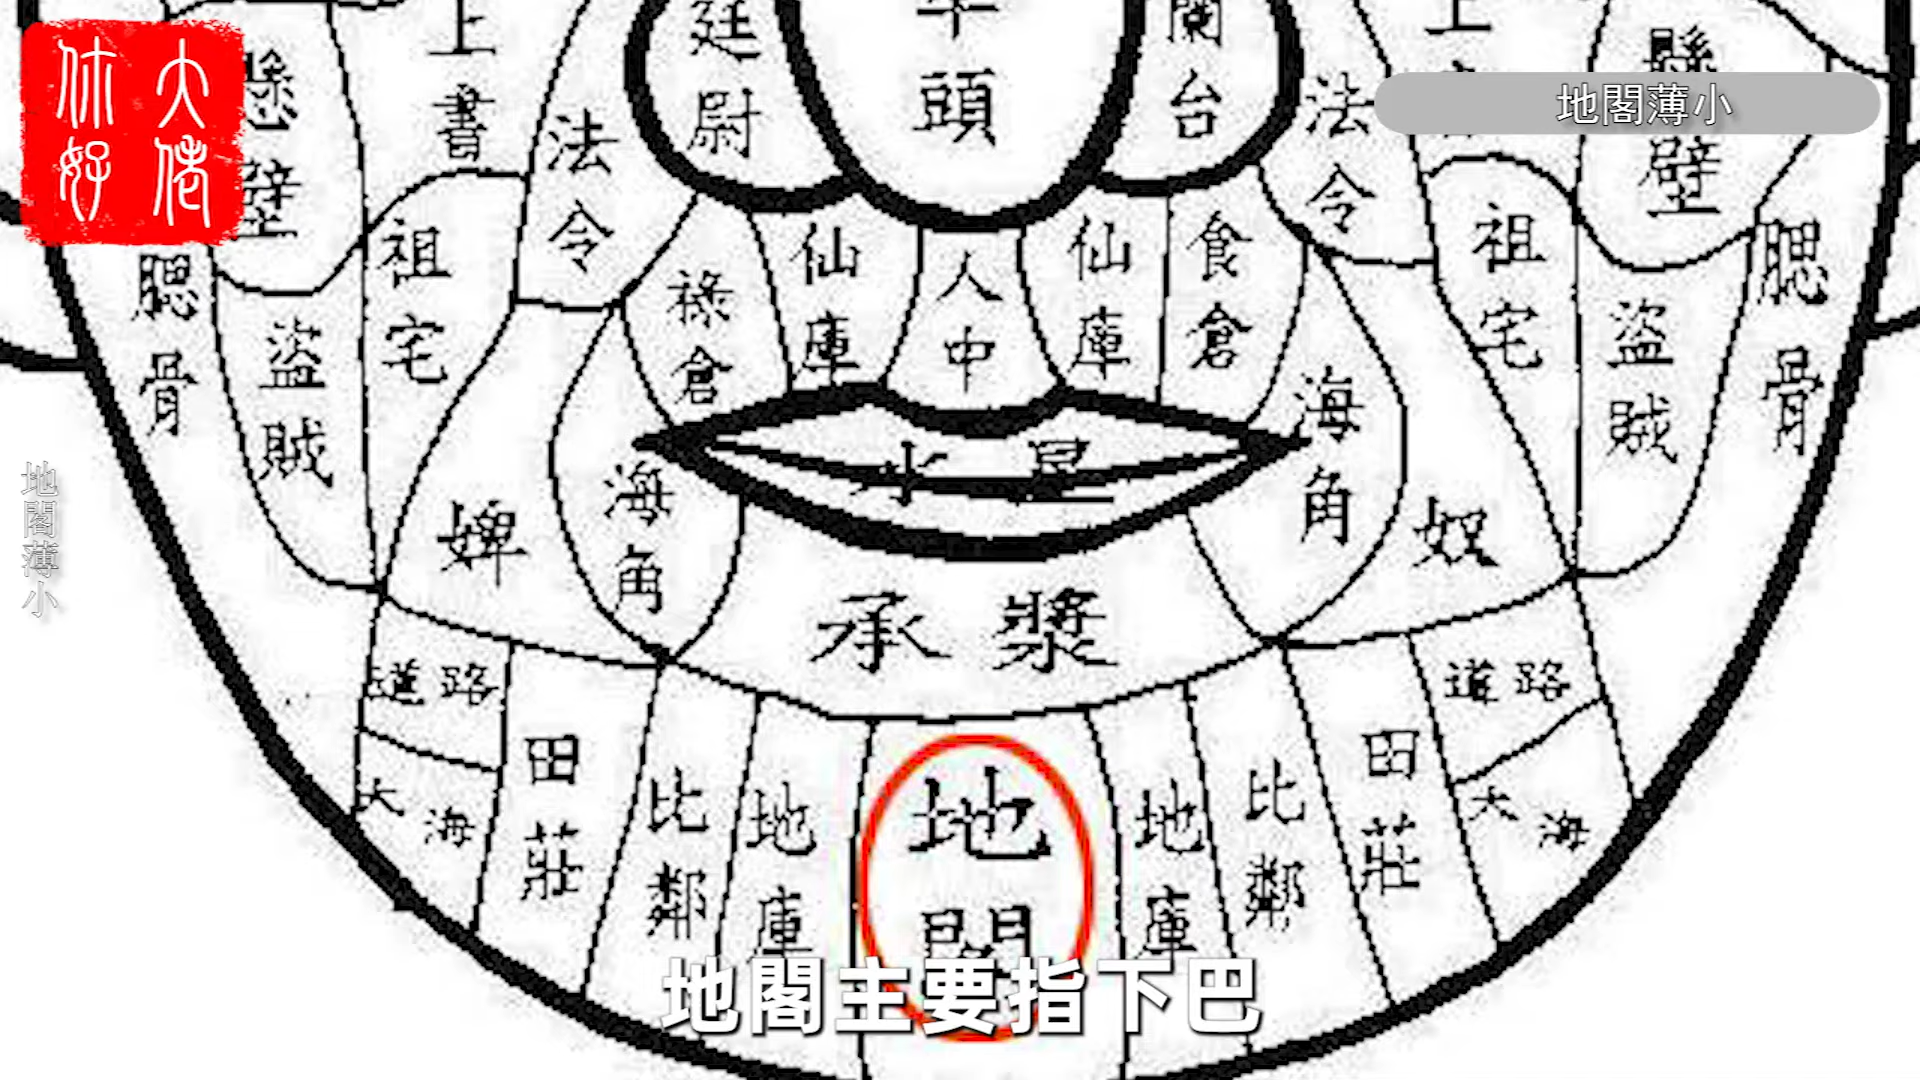 大佬
你好
地閣薄小
地閣薄小
上書
廷尉
準頭
蘭台
懸壁
懸壁
法令
法令
祖宅
祖宅
腮骨
腮骨
盜賊
盜賊
祿倉
仙庫
人中
仙庫
食倉
海角
海角
水星
婢
奴
承漿
道路
道路
大海
大海
田莊
田莊
比鄰
比鄰
地庫
地庫
地閣
地閣主要指下巴